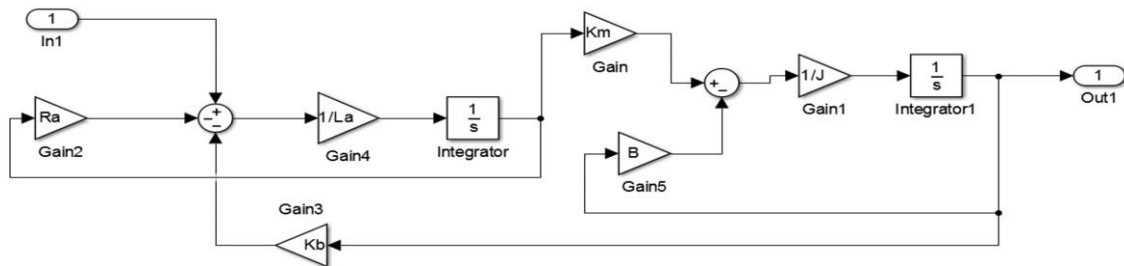 1
In1
Ra
Gain2
+
−
−
1/La
Gain4
1
s
Integrator
Km
Gain
+
−
1/J
Gain1
1
s
Integrator1
1
Out1
B
Gain5
Gain3
Kb